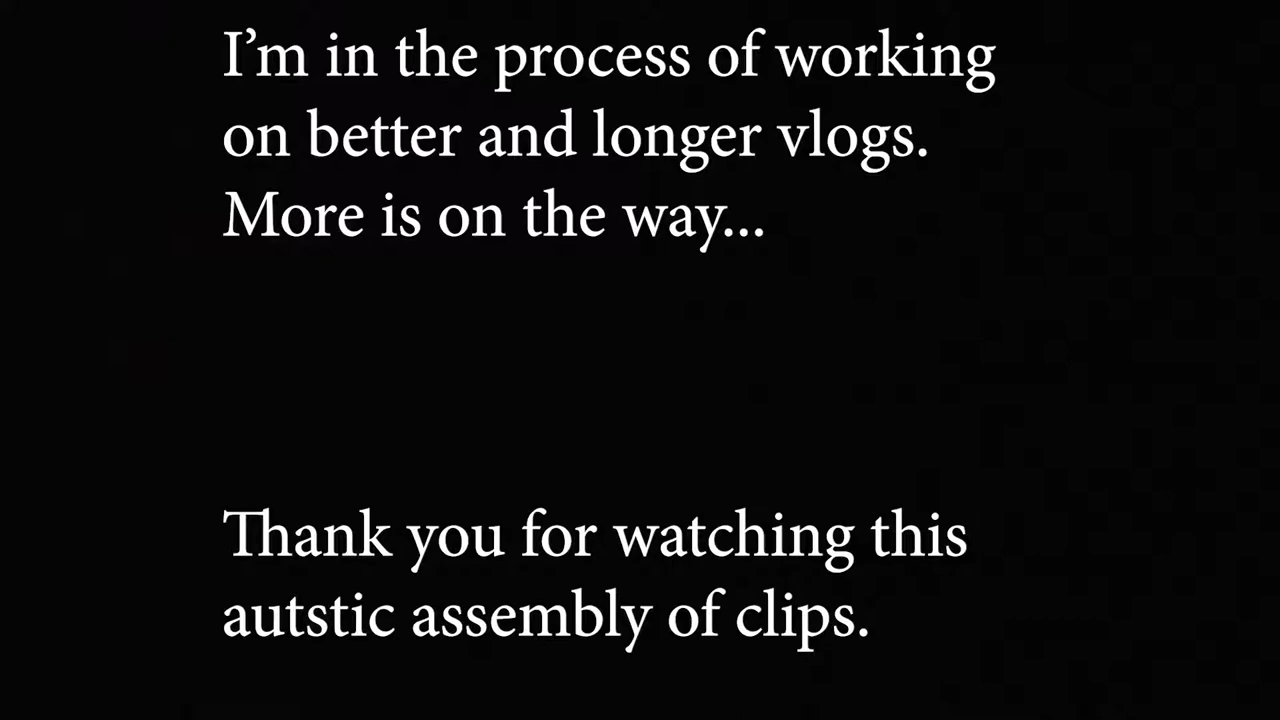 I’m in the process of working
on better and longer vlogs.
More is on the way...
Thank you for watching this
autstic assembly of clips.